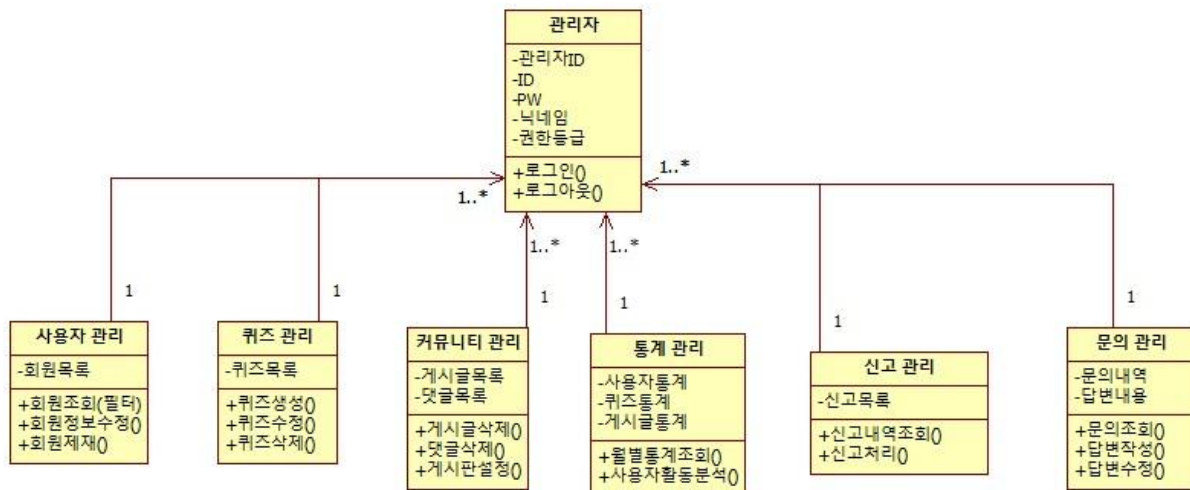 관리자
-관리자ID
-ID
-PW
-닉네임
-권한등급
+로그인()
+로그아웃()
1..*
1..*
1..*
1..*
1
1
1
1
1
1
사용자 관리
-회원목록
+회원조회(필터)
+회원정보수정()
+회원제재()
퀴즈 관리
-퀴즈목록
+퀴즈생성()
+퀴즈수정()
+퀴즈삭제()
커뮤니티 관리
-게시글목록
-댓글목록
+게시글삭제()
+댓글삭제()
+게시판설정()
통계 관리
-사용자통계
-퀴즈통계
-게시글통계
+월별통계조회()
+사용자활동분석()
신고 관리
-신고목록
+신고내역조회()
+신고처리()
문의 관리
-문의내역
-답변내용
+문의조회()
+답변작성()
+답변수정()